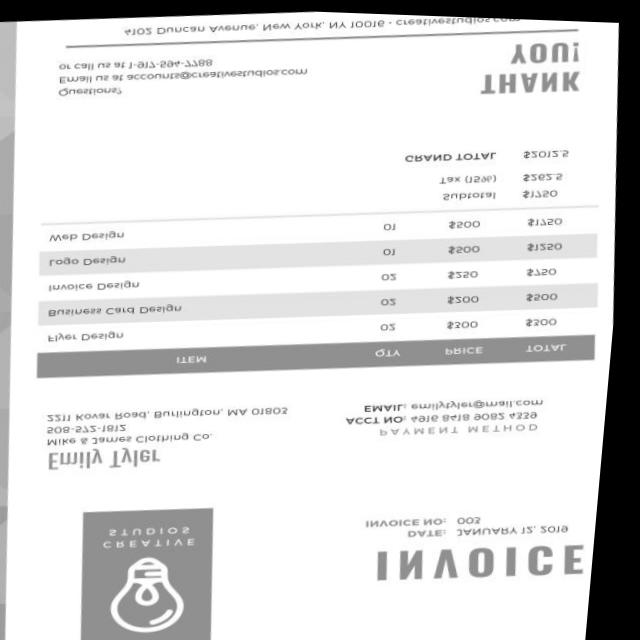 INVOICE
DATE: JANUARY 12, 2019
INVOICE NO: 003
CREATIVE
STUDIOS
Emily Tyler
Mike & James Clothing Co.
508-572-1812
2211 Kovar Road, Burlington, MA 01803
PAYMENT METHOD
ACCT NO: 4916 8418 9082 4339
EMAIL: emilytyler@mail.com
ITEM QTY PRICE TOTAL
Flyer Design 02 $300 $300
Business Card Design 02 $200 $500
Invoice Design 02 $250 $750
Logo Design 01 $500 $1250
Web Design 01 $500 $1750
Subtotal $1750
Tax (15%) $262.5
GRAND TOTAL $2012.5
THANK
YOU!
Questions?
Email us at accounts@creativestudios.com
or call us at 1-917-594-7788
4102 Duncan Avenue, New York, NY 10016 - creativestudios.com